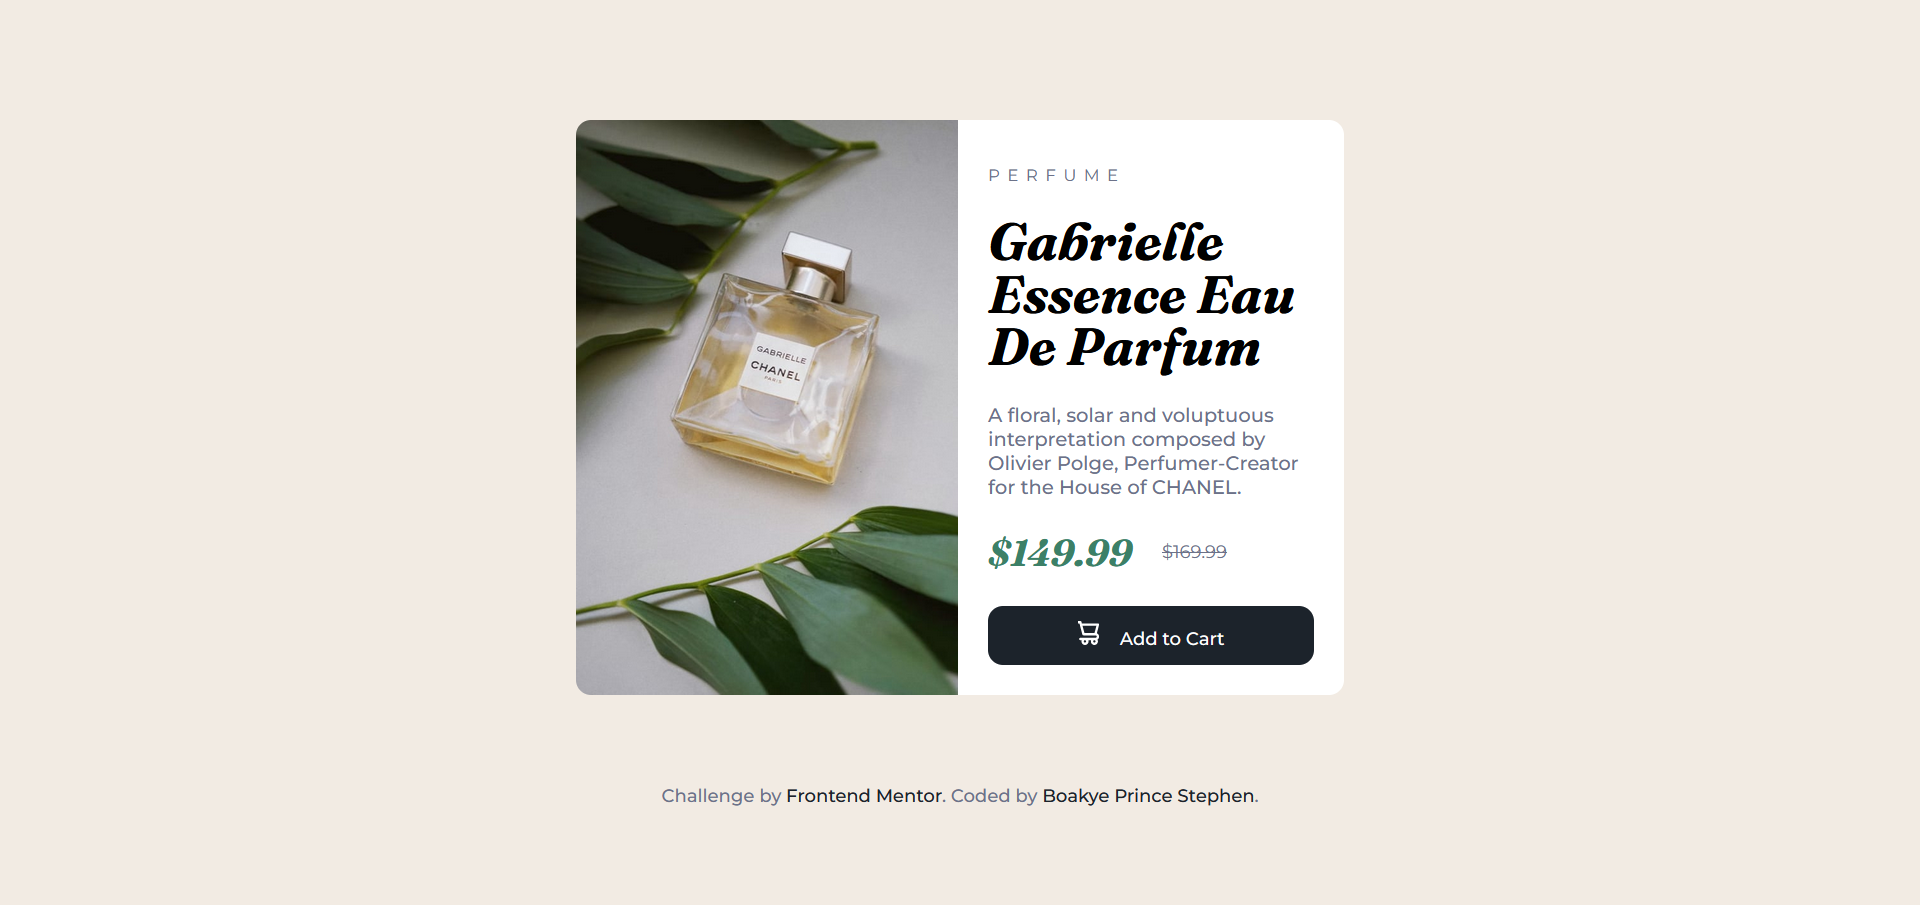 GABRIELLE
CHANEL
PARIS
PERFUME
Gabrielle
Essence Eau
De Parfum
A floral, solar and voluptuous
interpretation composed by
Olivier Polge, Perfumer-Creator
for the House of CHANEL.
$149.99 $169.99
Add to Cart
Challenge by Frontend Mentor. Coded by Boakye Prince Stephen.